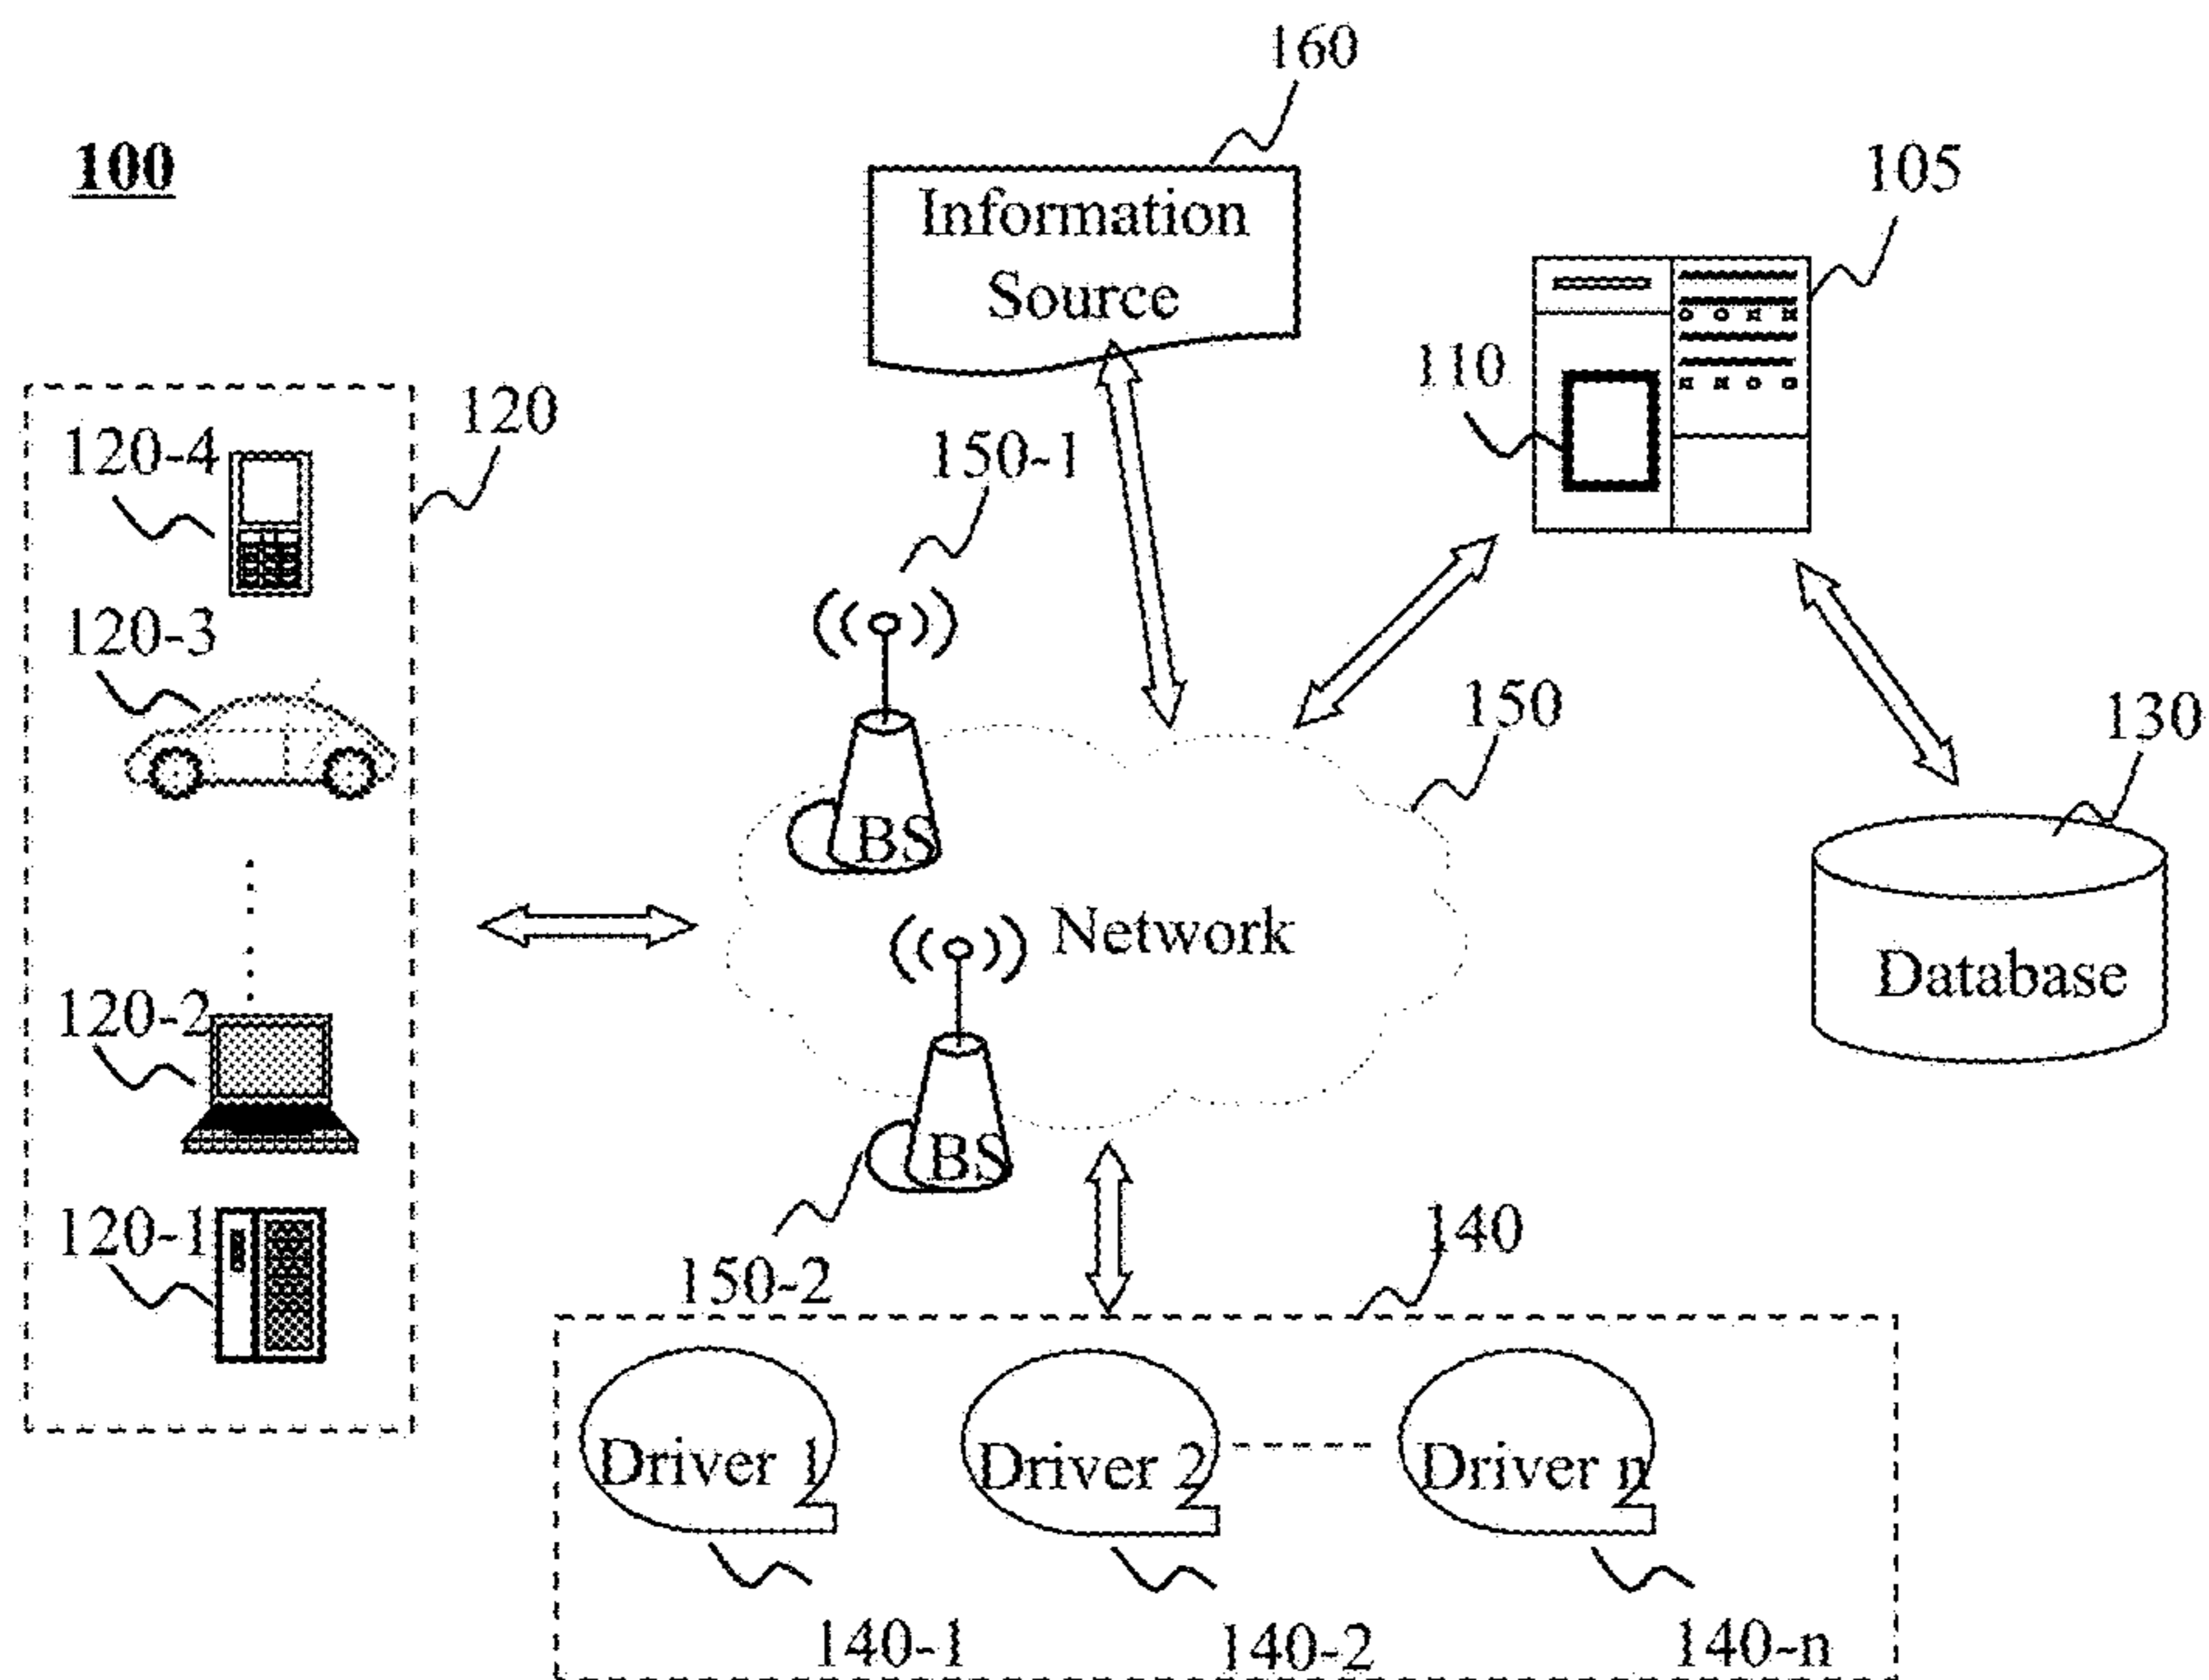 160
100
105
Information
Source
110
120
120-4
150-1
120-3
150
130
BS
Network
Database
120-2
BS
120-1
140
150-2
Driver 1
Driver 2
Driver n
140-1
140-2
140-n